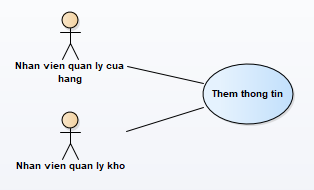 Nhan vien quan ly cua
hang
Them thong tin
Nhan vien quan ly kho